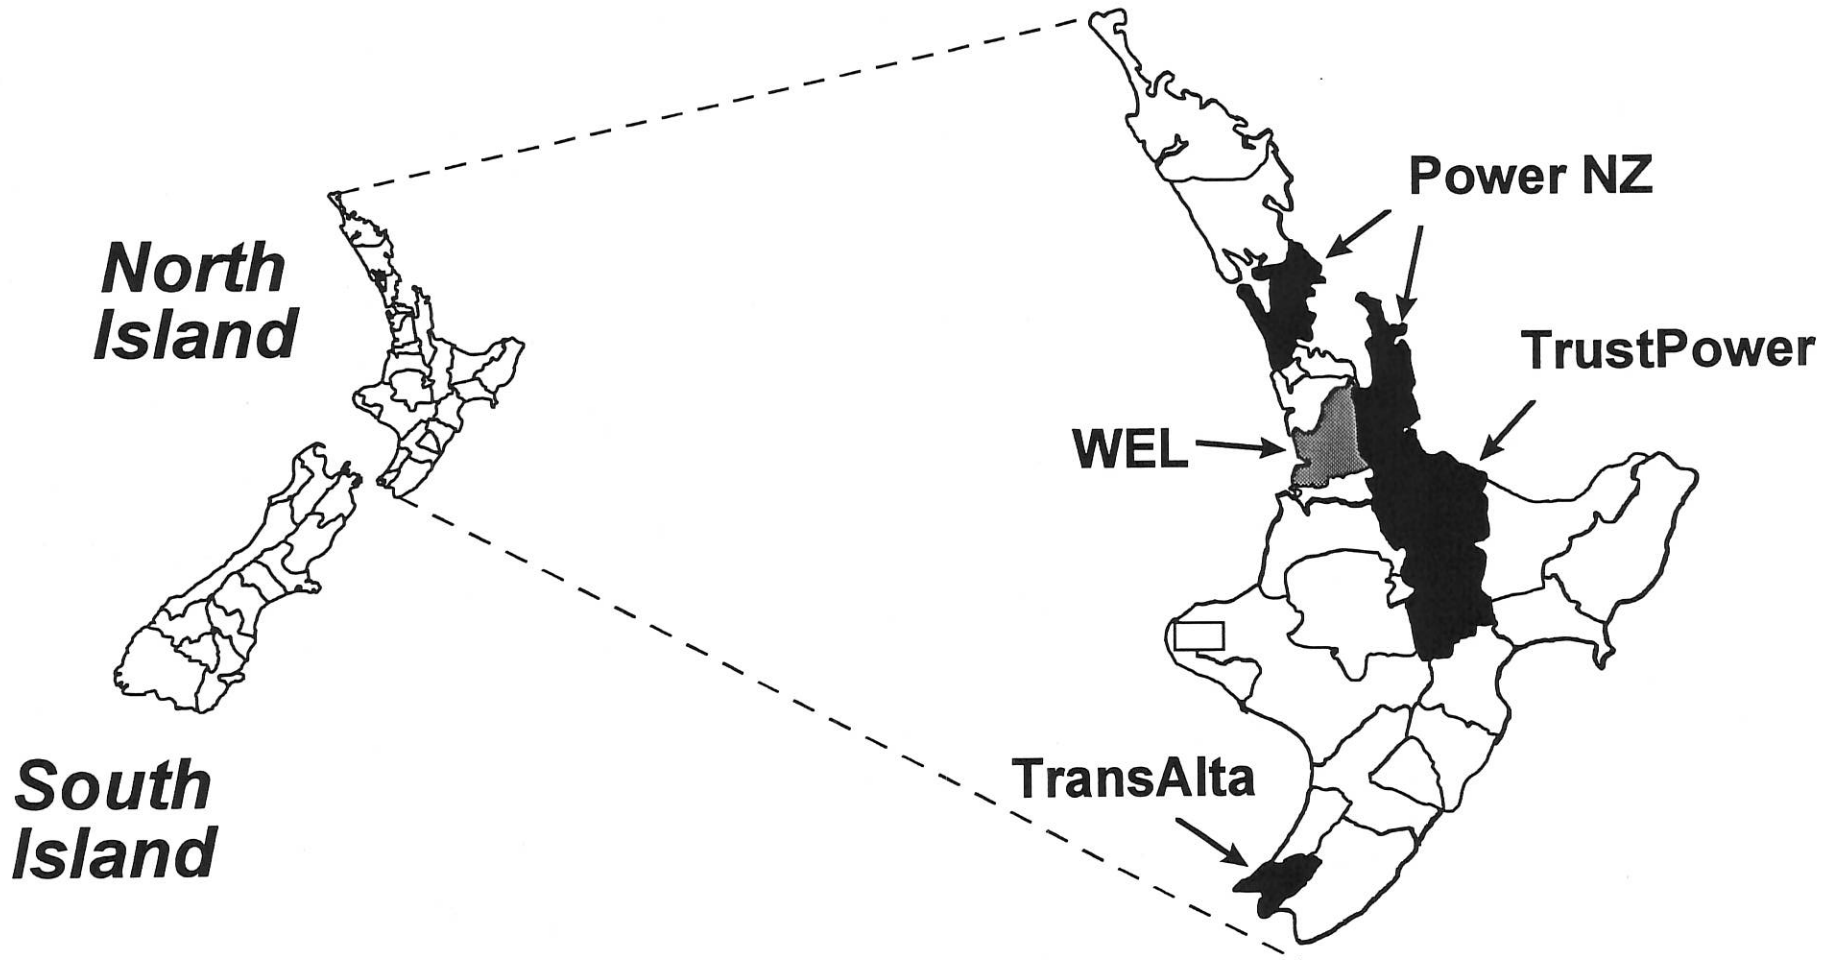 North
Island
South
Island
Power NZ
TrustPower
WEL
TransAlta